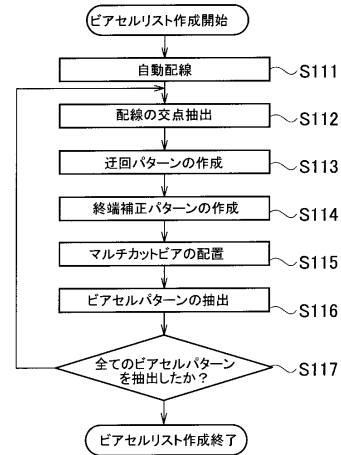 ビアセルリスト作成開始
自動配線
S111
配線の交点抽出
S112
迂回パターンの作成
S113
終端補正パターンの作成
S114
マルチカットビアの配置
S115
ビアセルパターンの抽出
S116
全てのビアセルパターン
を抽出したか？
S117
ビアセルリスト作成終了